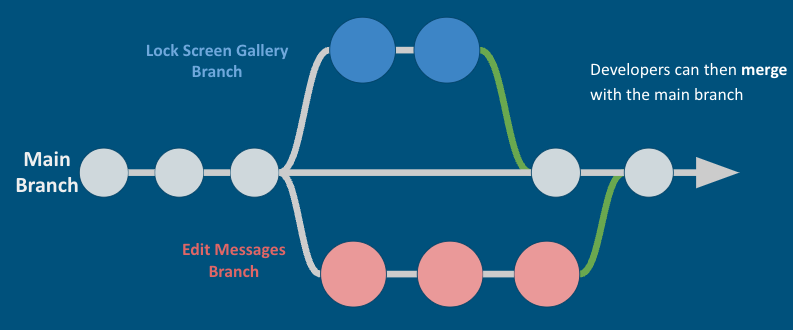 Lock Screen Gallery
Branch
Developers can then merge
with the main branch
Main
Branch
Edit Messages
Branch